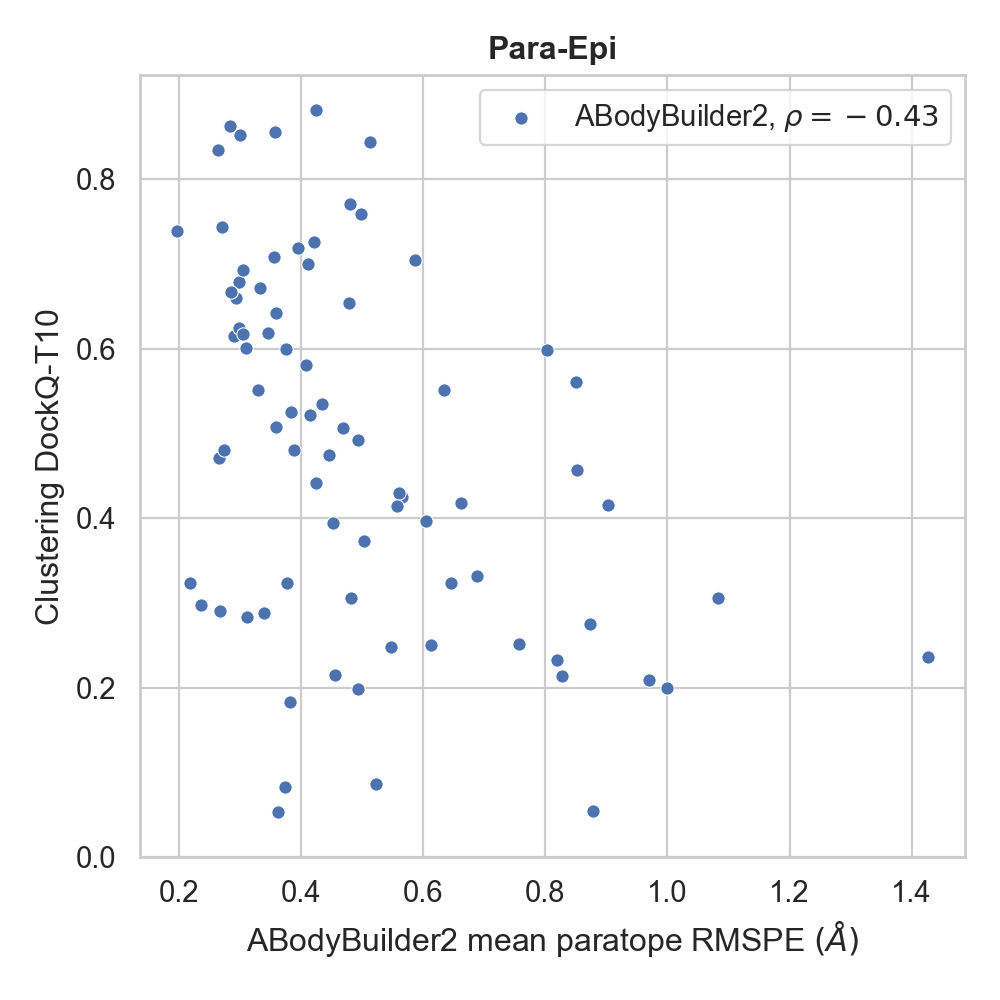 Para-Epi
ABodyBuilder2, ρ = − 0.43
Clustering DockQ-T10
0.8
0.6
0.4
0.2
0.0
0.2 0.4 0.6 0.8 1.0 1.2 1.4
ABodyBuilder2 mean paratope RMSPE (Å)